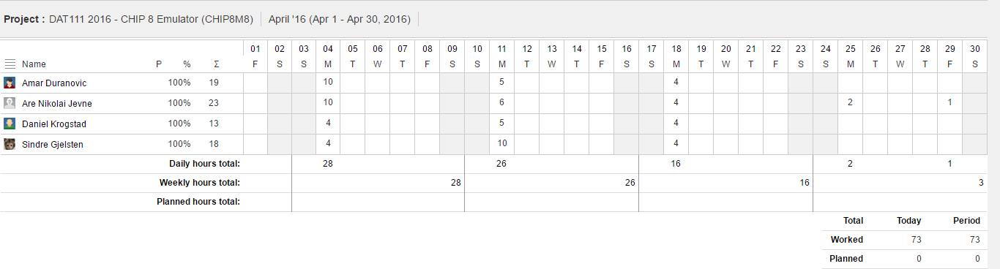 Project : DAT111 2016 - CHIP 8 Emulator (CHIP8M8) April '16 (Apr 1 - Apr 30, 2016)
01 02 03 04 05 06 07 08 09 10 11 12 13 14 15 16 17 18 19 20 21 22 23 24 25 26 27 28 29 30
Name P % Σ F S S M T W T F S S M T W T F S S M T W T F S S M T W T F S
Amar Duranovic 100% 19 10 5 4
Are Nikolai Jevne 100% 23 10 6 4 2 1
Daniel Krogstad 100% 13 4 5 4
Sindre Gjelsten 100% 18 4 10 4
Daily hours total: 28 26 16 2 1
Weekly hours total: 28 26 16 3
Planned hours total:
Total Today Period
Worked 73 73
Planned 0 0